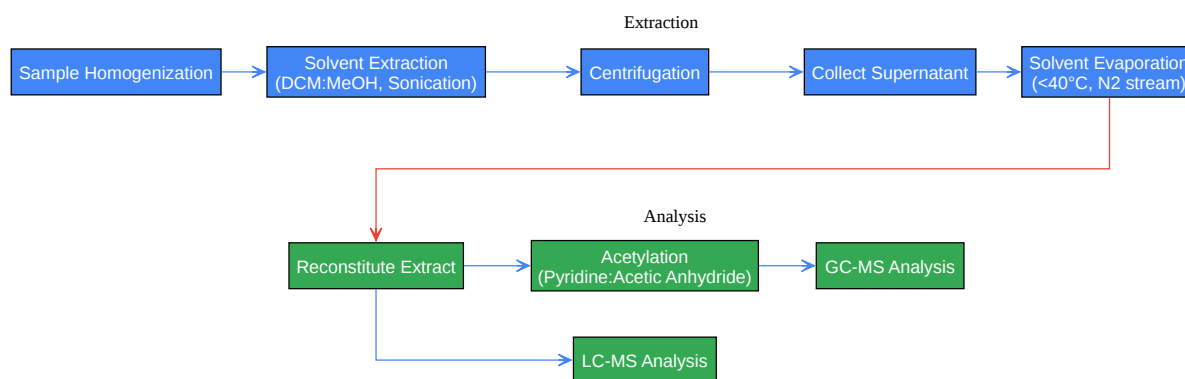 Extraction
Sample Homogenization
Solvent Extraction
(DCM:MeOH, Sonication)
Centrifugation
Collect Supernatant
Solvent Evaporation
(<40°C, N2 stream)
Analysis
Reconstitute Extract
Acetylation
(Pyridine:Acetic Anhydride)
GC-MS Analysis
LC-MS Analysis